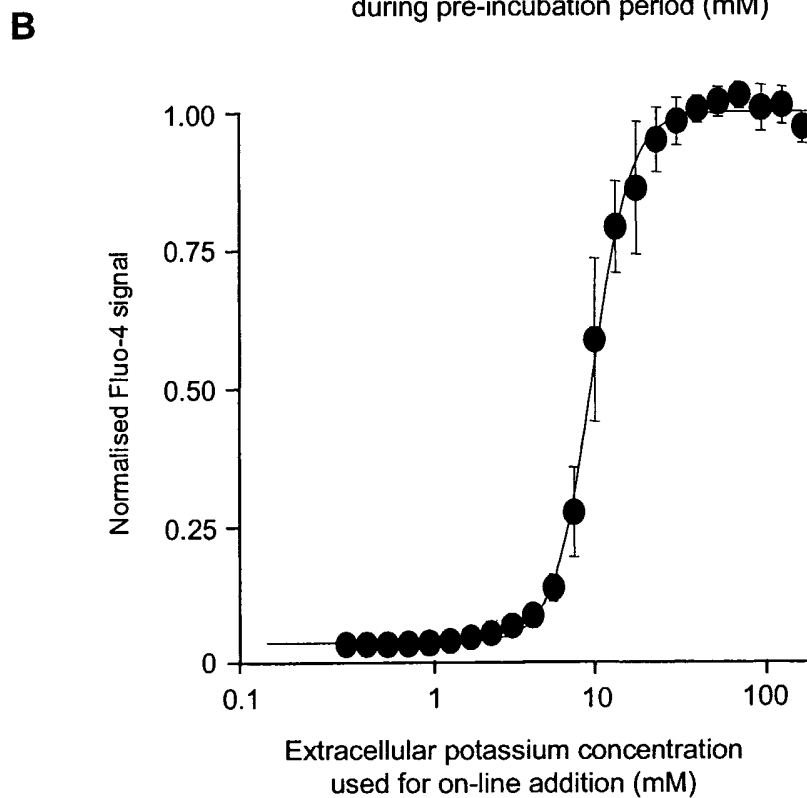 during pre-incubation period (mM)
B
1.00
0.75
0.50
0.25
0
Normalised Fluo-4 signal
0.1 1 10 100
Extracellular potassium concentration
used for on-line addition (mM)